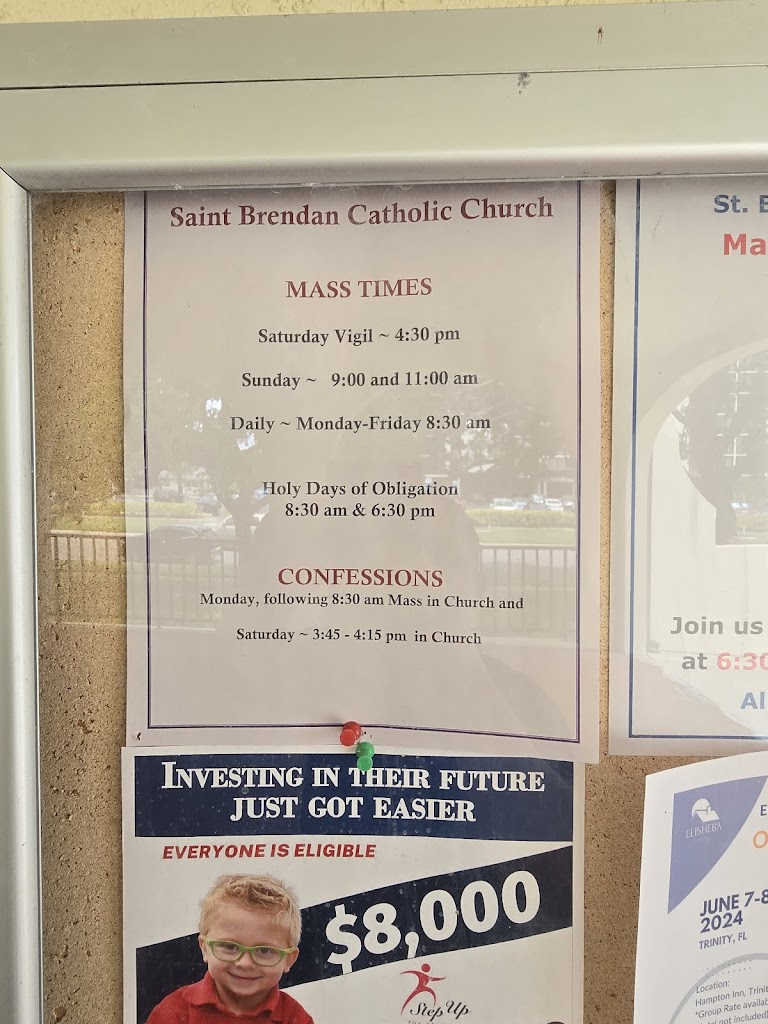 Saint Brendan Catholic Church
MASS TIMES
Saturday Vigil ~ 4:30 pm
Sunday ~ 9:00 and 11:00 am
Daily ~ Monday-Friday 8:30 am
Holy Days of Obligation
8:30 am & 6:30 pm
CONFESSIONS
Monday, following 8:30 am Mass in Church and
Saturday ~ 3:45 - 4:15 pm in Church
INVESTING IN THEIR FUTURE
JUST GOT EASIER
EVERYONE IS ELIGIBLE
$8,000
Step Up
St.
Join us
at 6:30
ELISHEBA
JUNE 7-8
2024
TRINITY, FL
Location:
Hampton Inn,
*Group Rate
not included)